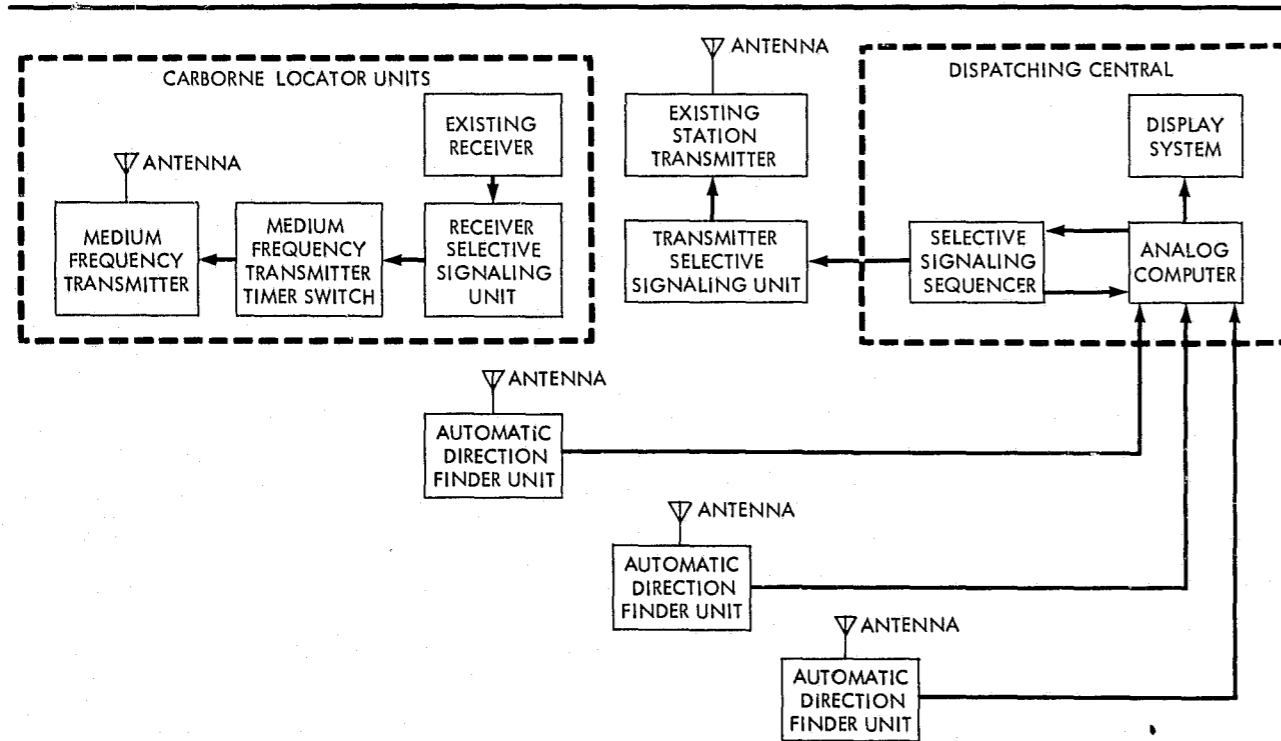 CARBORNE LOCATOR UNITS
EXISTING
RECEIVER
ANTENNA
MEDIUM
FREQUENCY
TRANSMITTER
MEDIUM
FREQUENCY
TRANSMITTER
TIMER SWITCH
RECEIVER
SELECTIVE
SIGNALING
UNIT
ANTENNA
EXISTING
STATION
TRANSMITTER
TRANSMITTER
SELECTIVE
SIGNALING UNIT
DISPATCHING CENTRAL
DISPLAY
SYSTEM
SELECTIVE
SIGNALING
SEQUENCER
ANALOG
COMPUTER
ANTENNA
AUTOMATIC
DIRECTION
FINDER UNIT
ANTENNA
AUTOMATIC
DIRECTION
FINDER UNIT
ANTENNA
AUTOMATIC
DIRECTION
FINDER UNIT